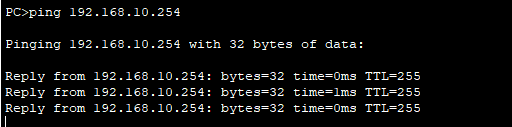 PC>ping 192.168.10.254
Pinging 192.168.10.254 with 32 bytes of data:
Reply from 192.168.10.254: bytes=32 time=0ms TTL=255
Reply from 192.168.10.254: bytes=32 time=1ms TTL=255
Reply from 192.168.10.254: bytes=32 time=0ms TTL=255